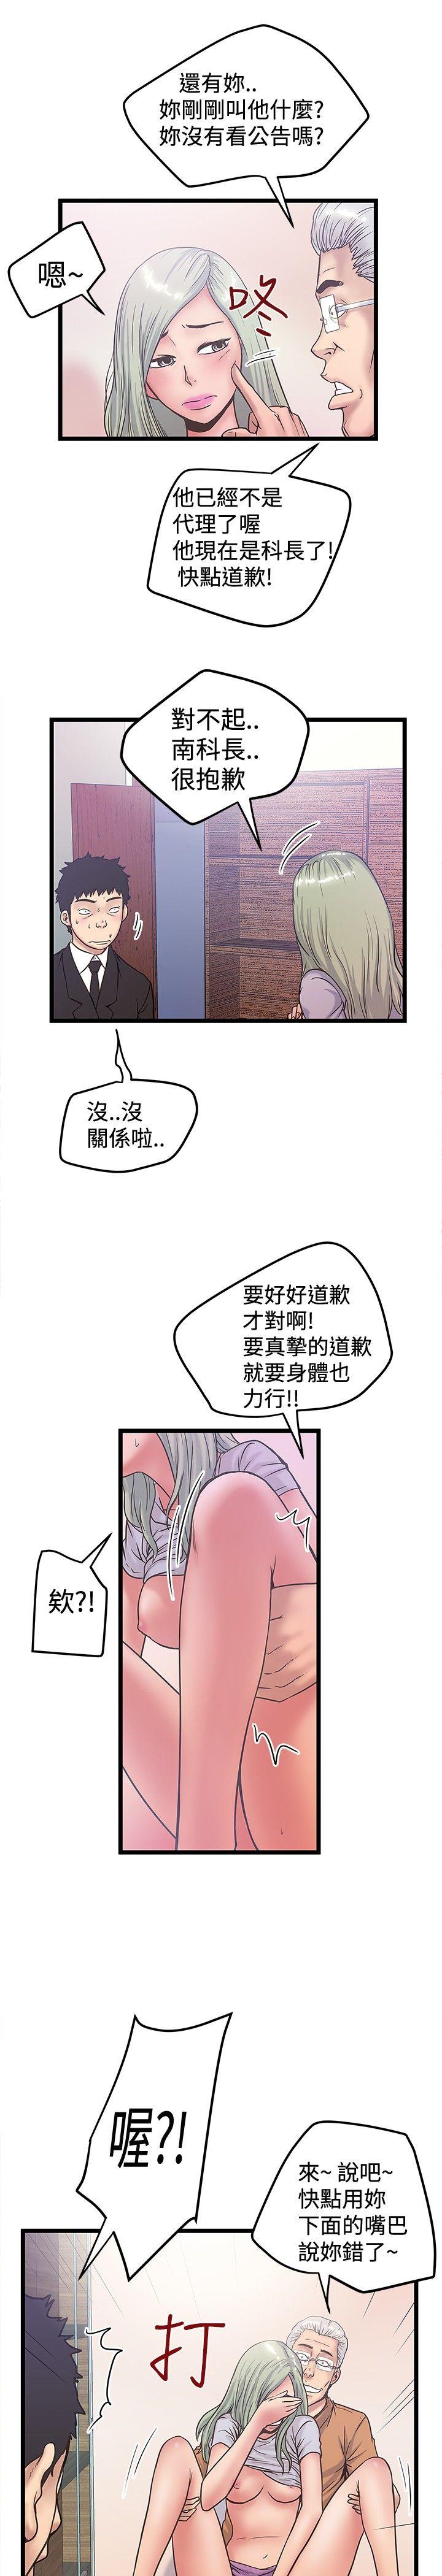 還有妳..
妳剛剛叫他什麼?
妳沒有看公告嗎?
嗯~
咚
他已經不是
代理了喔
他現在是科長了!
快點道歉!
對不起..
南科長..
很抱歉
沒..沒
關係啦..
要好好道歉
才對啊!
要真摯的道歉
就要身體也
力行!!
欸?!
喔?!
來~ 說吧~
快點用妳
下面的嘴巴
說妳錯了~
打